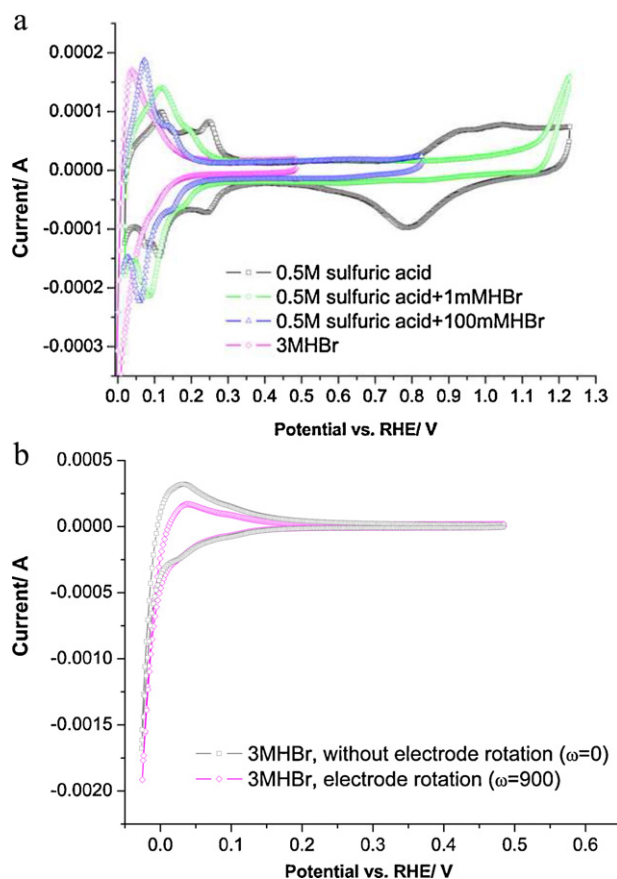 a
0.0002
0.0001
0.0000
-0.0001
-0.0002
-0.0003
Current/ A
0.5M sulfuric acid
0.5M sulfuric acid+1mMHBr
0.5M sulfuric acid+100mMHBr
3MHBr
0.0 0.1 0.2 0.3 0.4 0.5 0.6 0.7 0.8 0.9 1.0 1.1 1.2 1.3
Potential vs. RHE/ V
b
0.0005
0.0000
-0.0005
-0.0010
-0.0015
-0.0020
Current/ A
3MHBr, without electrode rotation (ω=0)
3MHBr, electrode rotation (ω=900)
0.0 0.1 0.2 0.3 0.4 0.5 0.6
Potential vs. RHE/ V